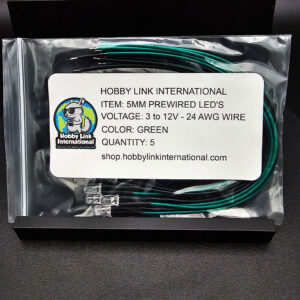 HOBBY LINK INTERNATIONAL
ITEM: 5MM PREWIRED LED'S
VOLTAGE: 3 to 12V - 24 AWG WIRE
COLOR: GREEN
QUANTITY: 5
shop.hobbylinkinternational.com
Hobby Link
International